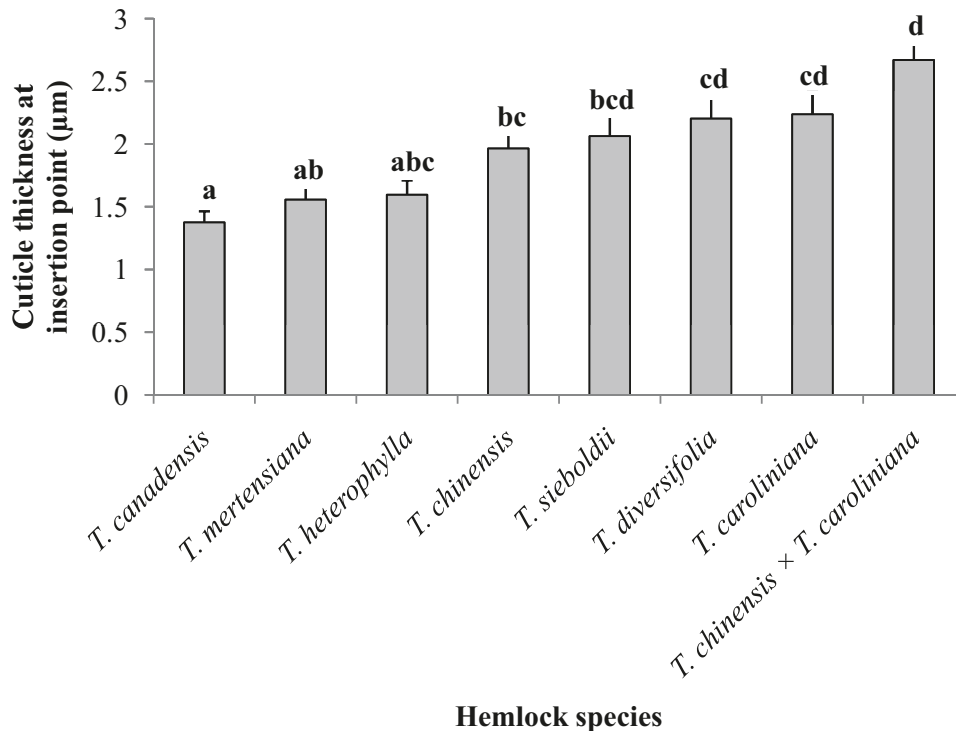 Cuticle thickness at
insertion point (μm)
3
2.5
2
1.5
1
0.5
0
a
ab
abc
bc
bcd
cd
cd
d
T. canadensis
T. mertensiana
T. heterophylla
T. chinensis
T. sieboldii
T. diversifolia
T. caroliniana
T. chinensis × T. caroliniana
Hemlock species